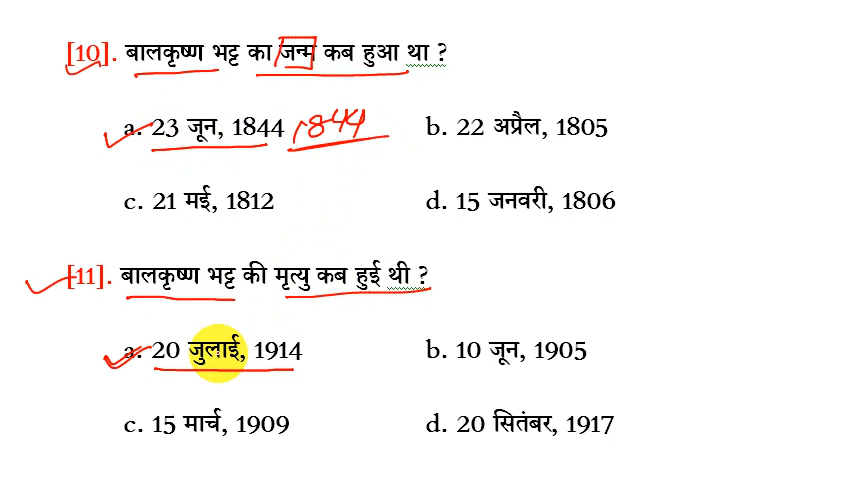 [10]. बालकृष्ण भट्ट का जन्म कब हुआ था ?
a. 23 जून, 1844 1844 b. 22 अप्रैल, 1805
c. 21 मई, 1812 d. 15 जनवरी, 1806
[11]. बालकृष्ण भट्ट की मृत्यु कब हुई थी ?
a. 20 जुलाई, 1914 b. 10 जून, 1905
c. 15 मार्च, 1909 d. 20 सितंबर, 1917